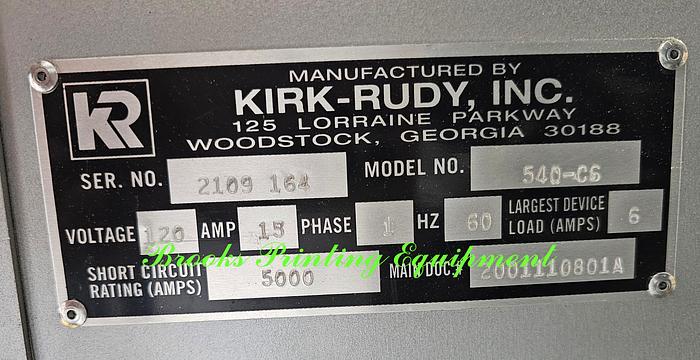 KR
MANUFACTURED BY
KIRK-RUDY, INC.
125 LORRAINE PARKWAY
WOODSTOCK, GEORGIA 30188
SER. NO. 2109 164 MODEL NO. 540-C6
VOLTAGE 120 AMP 15 PHASE 1 HZ 60 LARGEST DEVICE LOAD (AMPS) 6
Brooks Printing Equipment
SHORT CIRCUIT RATING (AMPS) 5000 MAIN DOC. 2001110801A